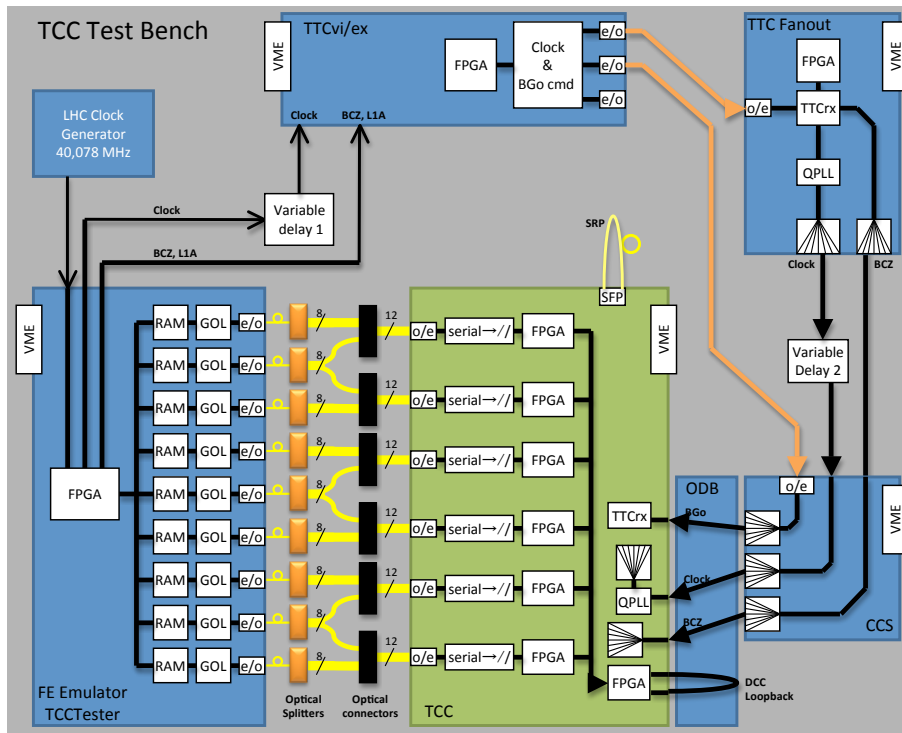 TCC Test Bench
TTCvi/ex
VME
FPGA
Clock
&
BGo cmd
e/o
e/o
e/o
Clock
BCZ, L1A
TTC Fanout
VME
FPGA
o/e
TTCrx
QPLL
Clock
BCZ
LHC Clock
Generator
40,078 MHz
Clock
Variable
delay 1
BCZ, L1A
SRP
SFP
Variable
Delay 2
VME
FPGA
RAM GOL e/o 8
RAM GOL e/o 8
RAM GOL e/o 8
RAM GOL e/o 8
RAM GOL e/o 8
RAM GOL e/o 8
RAM GOL e/o 8
RAM GOL e/o 8
RAM GOL e/o 8
FE Emulator
TCCTester
Optical
Splitters
Optical
connectors
VME
12 o/e serial→// FPGA
12 o/e serial→// FPGA
12 o/e serial→// FPGA
12 o/e serial→// FPGA
12 o/e serial→// FPGA
12 o/e serial→// FPGA
TTCrx
QPLL
FPGA
TCC
ODB
BGo
Clock
BCZ
DCC
Loopback
o/e
VME
CCS